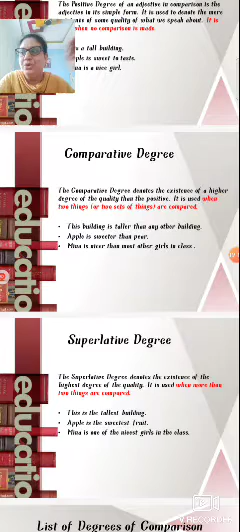 The Positive Degree of an adjective in comparison is the
adjective in its simple form. It is used to denote the mere
of some quality of what we speak about. It is
when no comparison is made
a tall building.
is sweet to taste.
is a nice girl.
Comparative Degree
The Comparative Degree denotes the existence of a higher
degree of the quality than the positive. It is used when
two things (or two sets of things) are compared.
• This building is taller than any other building.
• Apple is sweeter than pear.
• Mina is nicer than most other girls in class.
educatio
Superlative Degree
The Superlative Degree denotes the existence of the
highest degree of the quality. It is used when more than
two things are compared.
• This is the tallest building.
• Apple is the sweetest fruit.
• Mina is one of the nicest girls in the class.
educatio
List of Degrees of Comparison
RECORDER